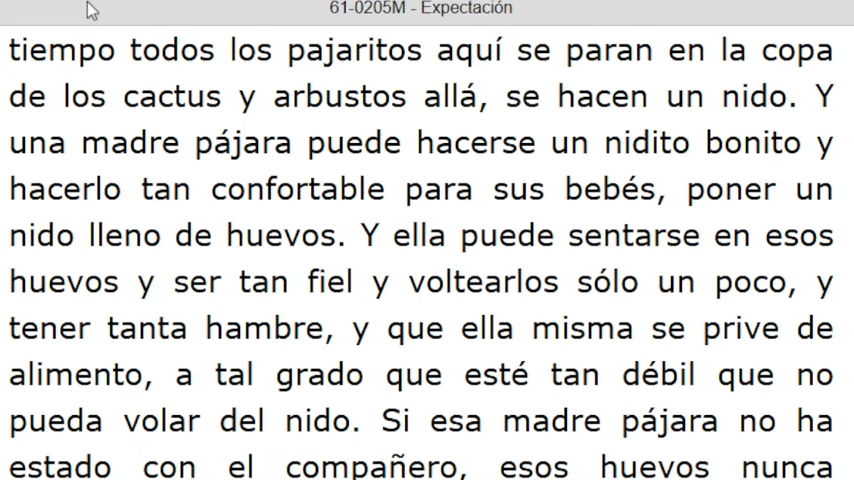 61-0205M - Expectación
tiempo todos los pajaritos aquí se paran en la copa
de los cactus y arbustos allá, se hacen un nido. Y
una madre pájara puede hacerse un nidito bonito y
hacerlo tan confortable para sus bebés, poner un
nido lleno de huevos. Y ella puede sentarse en esos
huevos y ser tan fiel y voltearlos sólo un poco, y
tener tanta hambre, y que ella misma se prive de
alimento, a tal grado que esté tan débil que no
pueda volar del nido. Si esa madre pájara no ha
estado con el compañero, esos huevos nunca